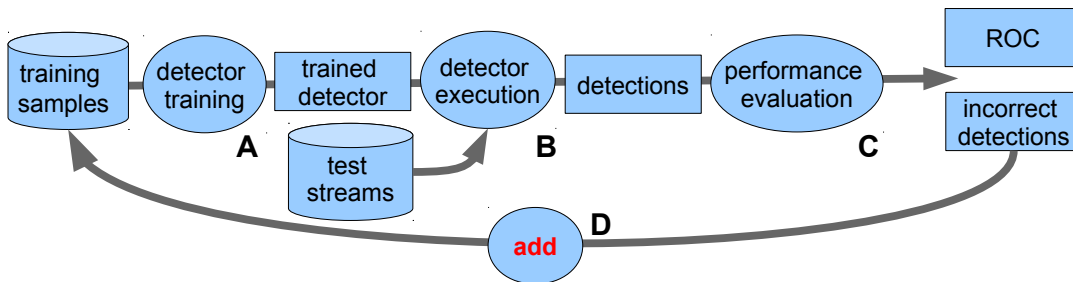 training
samples
detector
training
A
trained
detector
test
streams
detector
execution
B
detections
performance
evaluation
C
ROC
incorrect
detections
add
D